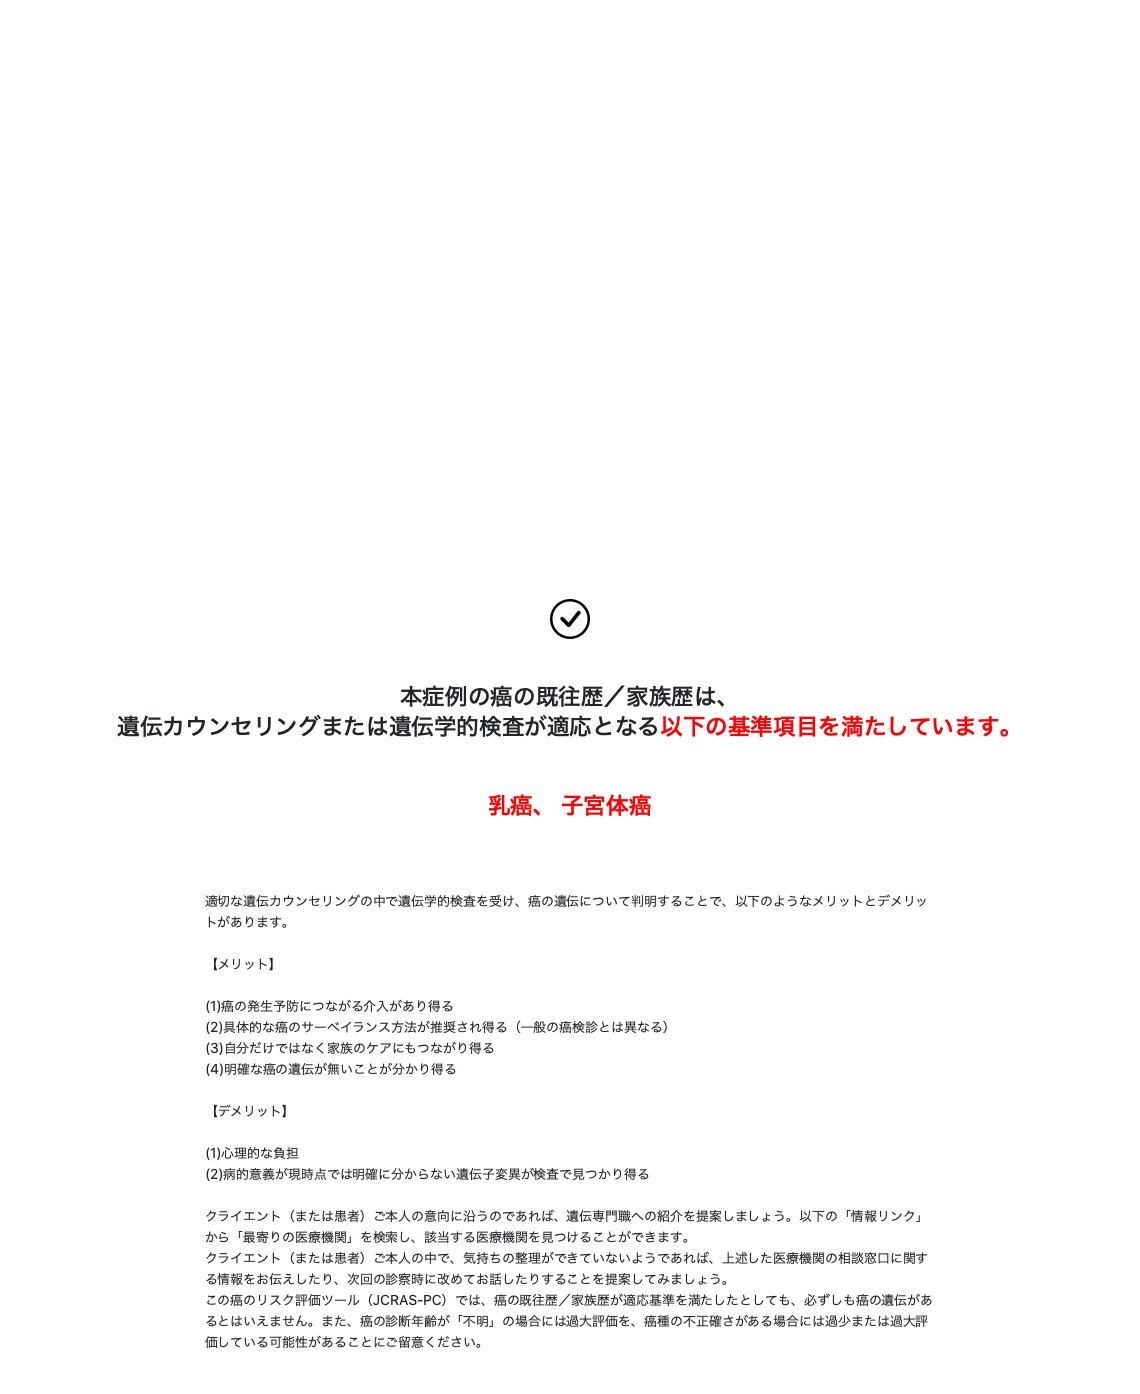 本症例の癌の既往歴／家族歴は、
遺伝カウンセリングまたは遺伝学的検査が適応となる以下の基準項目を満たしています。
乳癌、 子宮体癌
適切な遺伝カウンセリングの中で遺伝学的検査を受け、癌の遺伝について判明することで、以下のようなメリットとデメリッ
トがあります。
【メリット】
(1)癌の発生予防につながる介入があり得る
(2)具体的な癌のサーベイランス方法が推奨され得る（一般の癌検診とは異なる）
(3)自分だけではなく家族のケアにもつながり得る
(4)明確な癌の遺伝が無いことが分かり得る
【デメリット】
(1)心理的な負担
(2)病的意義が現時点では明確に分からない遺伝子変異が検査で見つかり得る
クライエント（または患者）ご本人の意向に沿うのであれば、遺伝専門職への紹介を提案しましょう。以下の「情報リンク」
から「最寄りの医療機関」を検索し、該当する医療機関を見つけることができます。
クライエント（または患者）ご本人の中で、気持ちの整理ができていないようであれば、上述した医療機関の相談窓口に関す
る情報をお伝えしたり、次回の診察時に改めてお話したりすることを提案してみましょう。
この癌のリスク評価ツール（JCRAS-PC）では、癌の既往歴／家族歴が適応基準を満たしたとしても、必ずしも癌の遺伝があ
るとはいえません。また、癌の診断年齢が「不明」の場合には過大評価を、癌種の不正確さがある場合には過少または過大評
価している可能性があることにご留意ください。